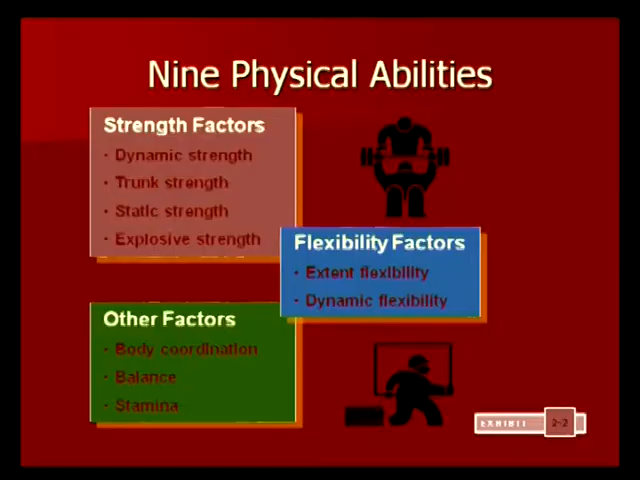 Nine Physical Abilities
Strength Factors
• Dynamic strength
• Trunk strength
• Static strength
• Explosive strength
Flexibility Factors
• Extent flexibility
• Dynamic flexibility
Other Factors
• Body coordination
• Balance
• Stamina
EXHIBIT 2-2